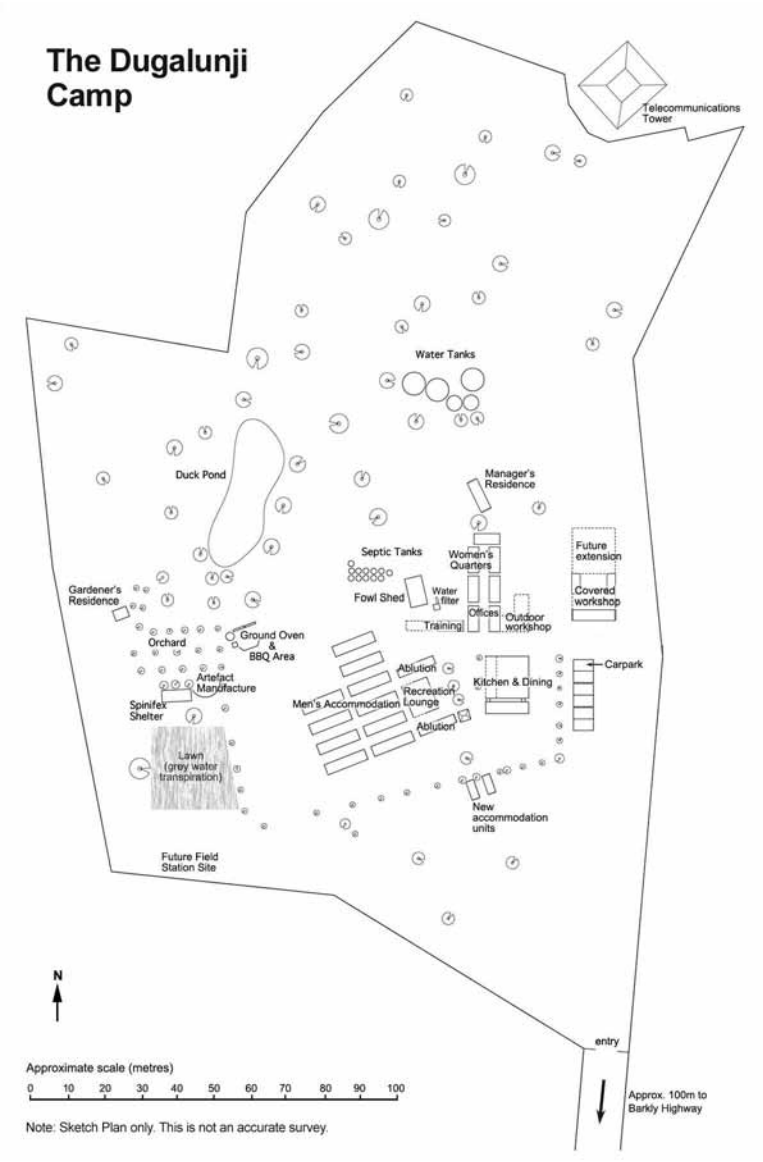 The Dugalunji
Camp
Telecommunications
Tower
Water Tanks
Duck Pond
Manager's
Residence
Septic Tanks
Women's
Quarters
Future
extension
Gardener's
Residence
Fowl Shed
Water
filter
Covered
workshop
Offices
Outdoor
workshop
Training
Ground Oven
&
BBQ Area
Orchard
Ablution
Carpark
Artefact
Manufacture
Kitchen & Dining
Recreation
Lounge
Men's Accommodation
Spinifex
Shelter
Ablution
Lawn
(grey water
transpiration)
New
accommodation
units
Future Field
Station Site
N
entry
Approximate scale (metres)
0 10 20 30 40 50 60 70 80 90 100
Approx. 100m to
Barkly Highway
Note: Sketch Plan only. This is not an accurate survey.